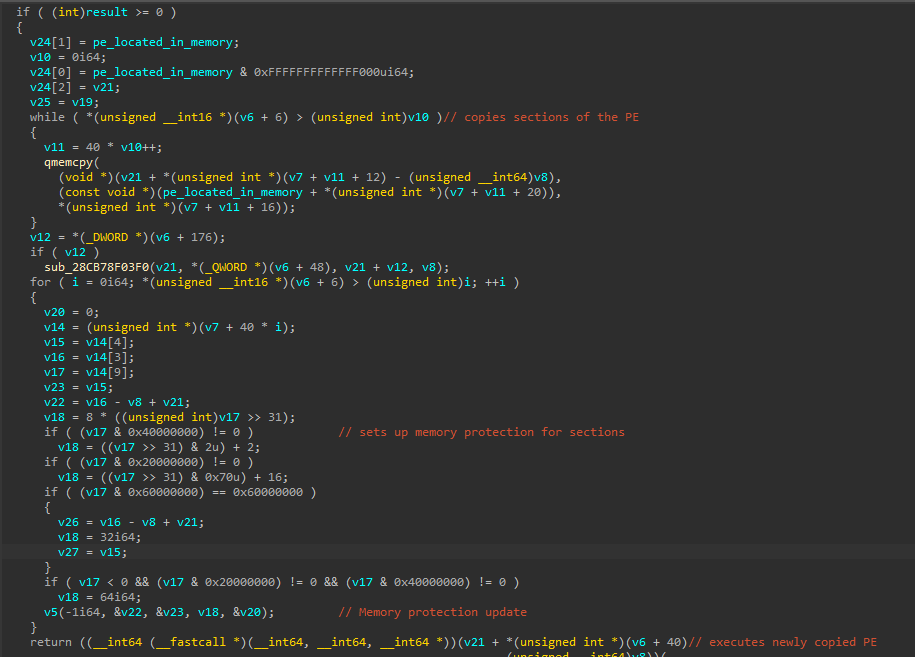 if ( (int)result >= 0 )
{
v24[1] = pe_located_in_memory;
v10 = 0i64;
v24[0] = pe_located_in_memory & 0xFFFFFFFFFFFFF000ui64;
v24[2] = v21;
v25 = v19;
while ( *(unsigned __int16 *)(v6 + 6) > (unsigned int)v10 )// copies sections of the PE
{
v11 = 40 * v10++;
qmemcpy(
(void *)(v21 + *(unsigned int *)(v7 + v11 + 12) - (unsigned __int64)v8),
(const void *)(pe_located_in_memory + *(unsigned int *)(v7 + v11 + 20)),
*(unsigned int *)(v7 + v11 + 16));
}
v12 = *(_DWORD *)(v6 + 176);
if ( v12 )
sub_28CB78F03F0(v21, *(_QWORD *)(v6 + 48), v21 + v12, v8);
for ( i = 0i64; *(unsigned __int16 *)(v6 + 6) > (unsigned int)i; ++i )
{
v20 = 0;
v14 = (unsigned int *)(v7 + 40 * i);
v15 = v14[4];
v16 = v14[3];
v17 = v14[9];
v23 = v15;
v22 = v16 - v8 + v21;
v18 = 8 * ((unsigned int)v17 >> 31);
if ( (v17 & 0x40000000) != 0 ) // sets up memory protection for sections
v18 = ((v17 >> 31) & 2u) + 2;
if ( (v17 & 0x20000000) != 0 )
v18 = ((v17 >> 31) & 0x70u) + 16;
if ( (v17 & 0x60000000) == 0x60000000 )
{
v26 = v16 - v8 + v21;
v18 = 32i64;
v27 = v15;
}
if ( v17 < 0 && (v17 & 0x20000000) != 0 && (v17 & 0x40000000) != 0 )
v18 = 64i64;
v5(-1i64, &v22, &v23, v18, &v20); // Memory protection update
}
return ((__int64 (__fastcall *)(__int64, __int64, __int64 *))(v21 + *(unsigned int *)(v6 + 40)// executes newly copied PE